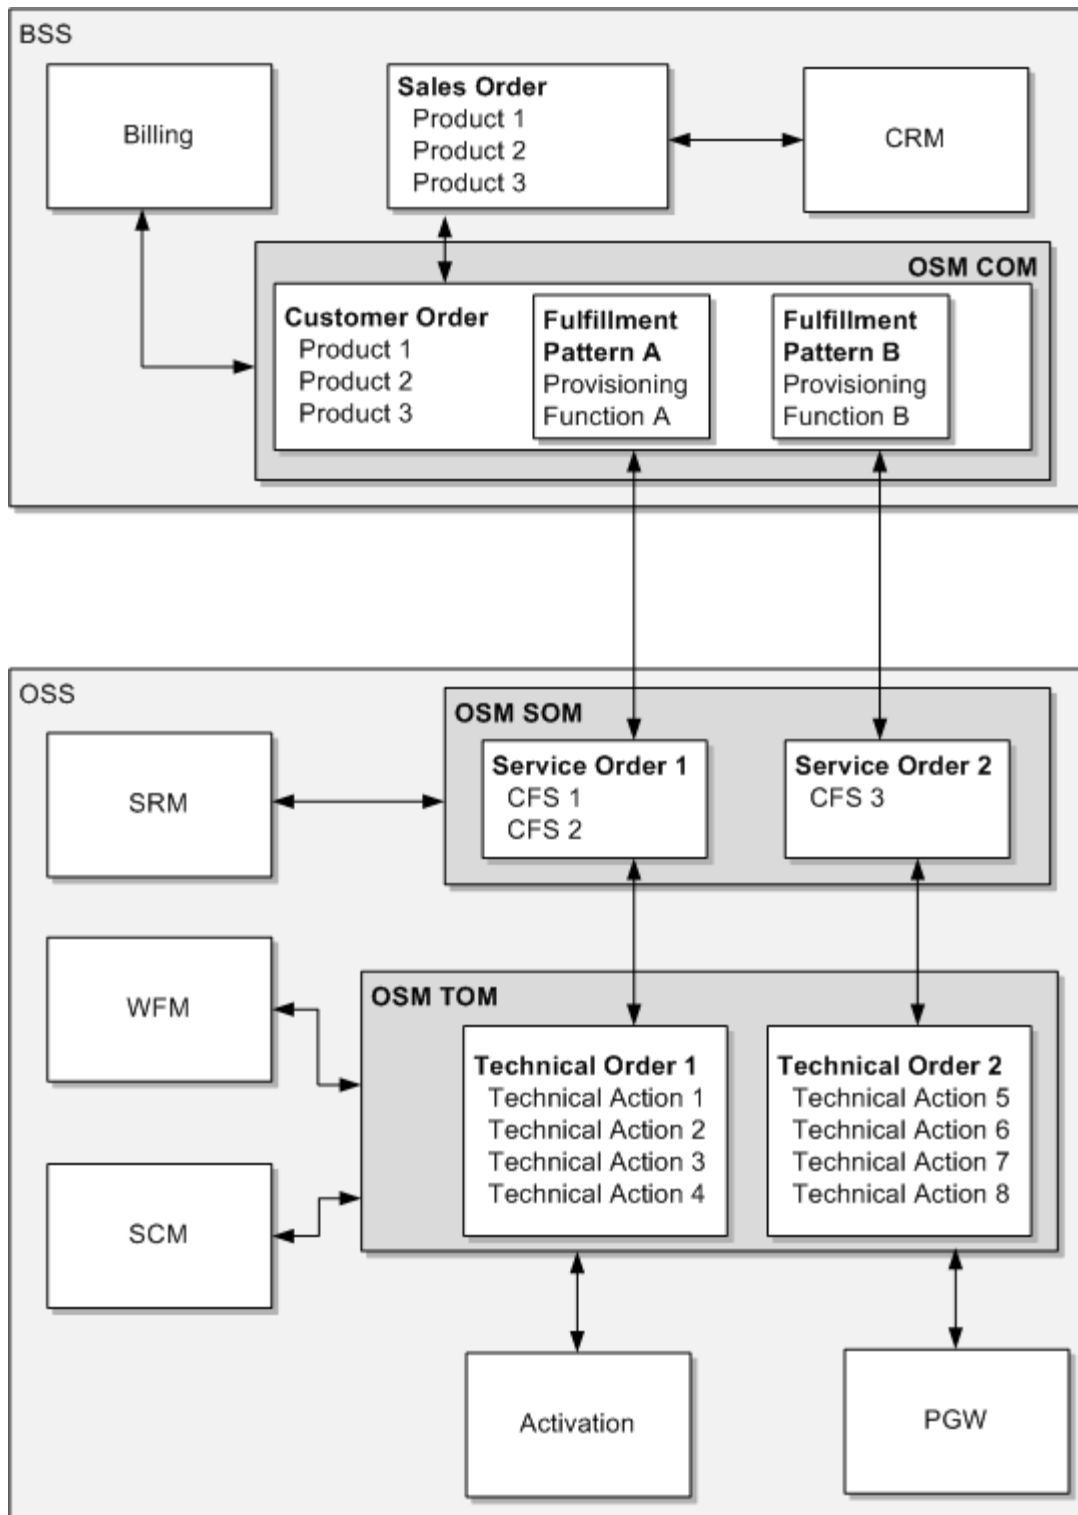 BSS
Billing
Sales Order
Product 1
Product 2
Product 3
CRM
OSM COM
Customer Order
Product 1
Product 2
Product 3
Fulfillment
Pattern A
Provisioning
Function A
Fulfillment
Pattern B
Provisioning
Function B
OSS
OSM SOM
SRM
Service Order 1
CFS 1
CFS 2
Service Order 2
CFS 3
WFM
OSM TOM
Technical Order 1
Technical Action 1
Technical Action 2
Technical Action 3
Technical Action 4
Technical Order 2
Technical Action 5
Technical Action 6
Technical Action 7
Technical Action 8
SCM
Activation
PGW